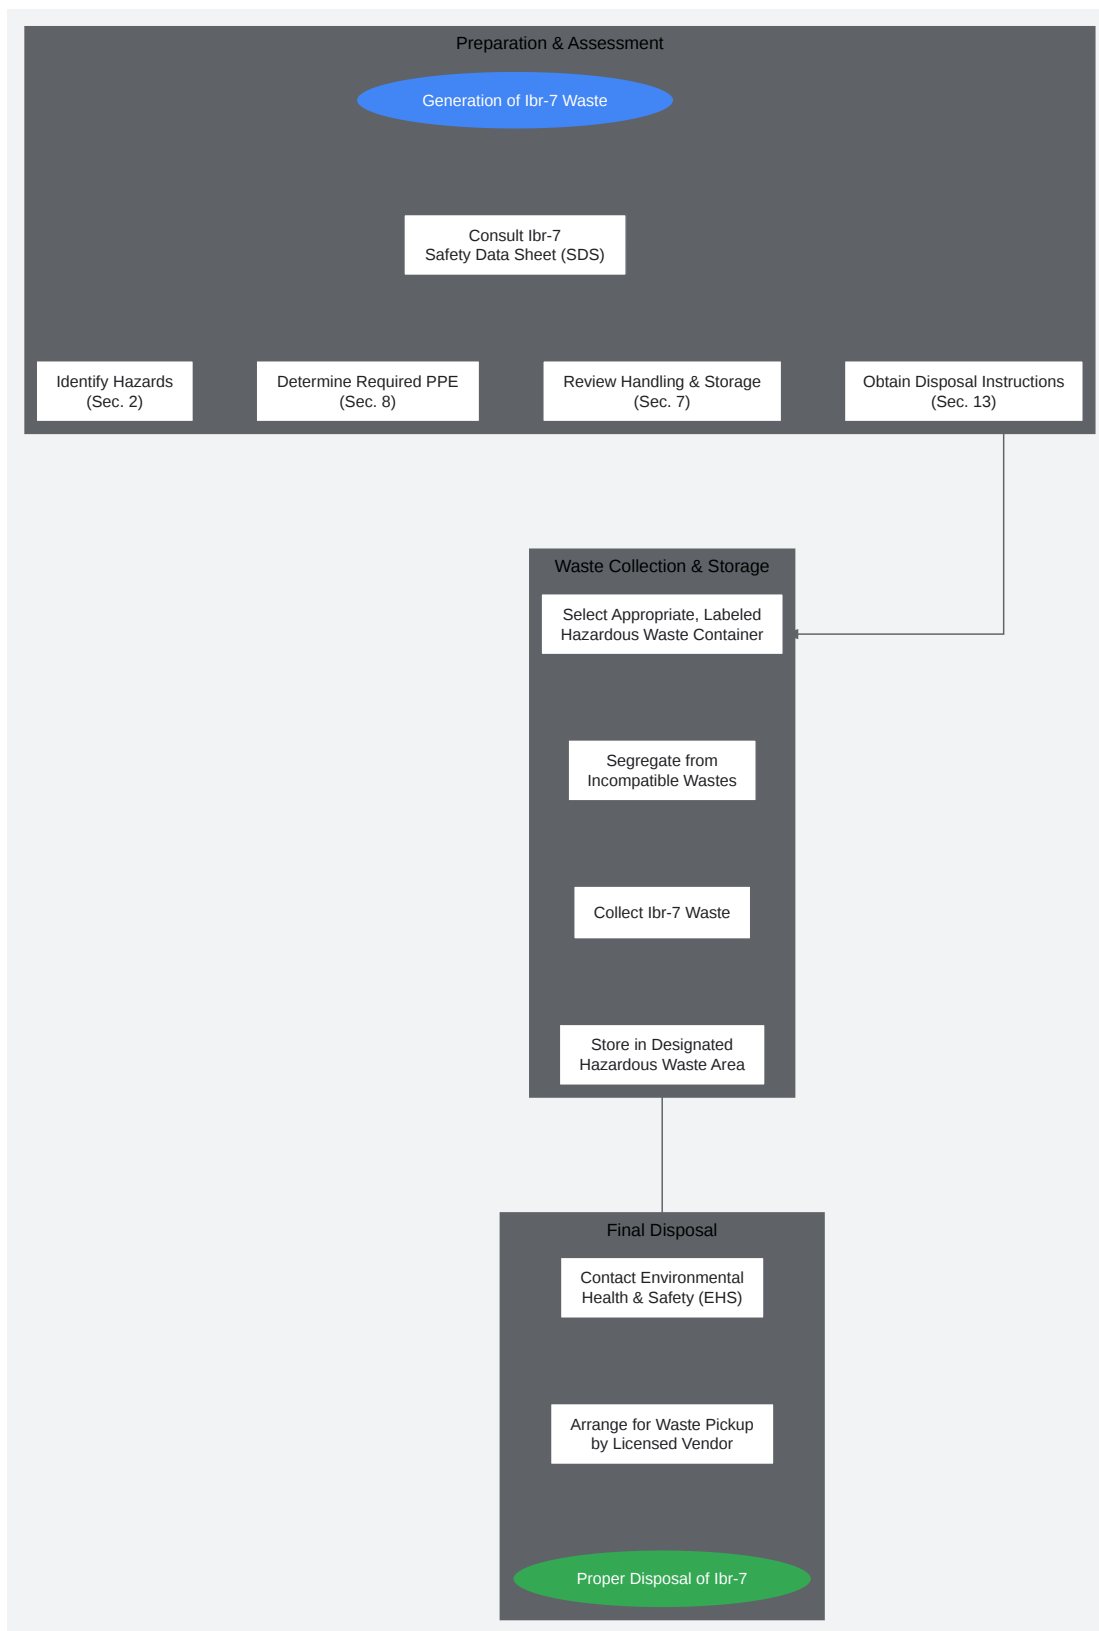 Preparation & Assessment
Generation of Ibr-7 Waste
Consult Ibr-7
Safety Data Sheet (SDS)
Identify Hazards
(Sec. 2)
Determine Required PPE
(Sec. 8)
Review Handling & Storage
(Sec. 7)
Obtain Disposal Instructions
(Sec. 13)
Waste Collection & Storage
Select Appropriate, Labeled
Hazardous Waste Container
Segregate from
Incompatible Wastes
Collect Ibr-7 Waste
Store in Designated
Hazardous Waste Area
Final Disposal
Contact Environmental
Health & Safety (EHS)
Arrange for Waste Pickup
by Licensed Vendor
Proper Disposal of Ibr-7